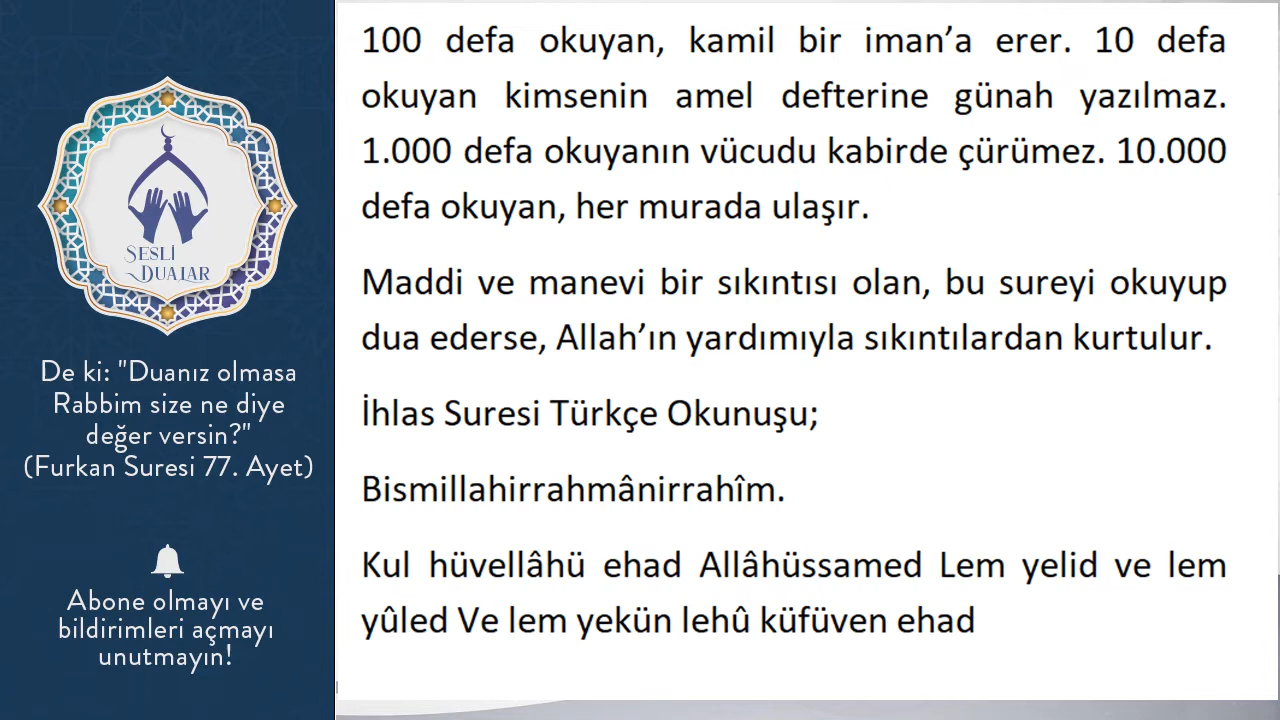 SESLİ
DUALAR
De ki: "Duanız olmasa
Rabbim size ne diye
değer versin?"
(Furkan Suresi 77. Ayet)
Abone olmayı ve
bildirimleri açmayı
unutmayın!
100 defa okuyan, kamil bir iman’a erer. 10 defa
okuyan kimsenin amel defterine günah yazılmaz.
1.000 defa okuyanın vücudu kabirde çürümez. 10.000
defa okuyan, her murada ulaşır.
Maddi ve manevi bir sıkıntısı olan, bu sureyi okuyup
dua ederse, Allah’ın yardımıyla sıkıntılardan kurtulur.
İhlas Suresi Türkçe Okunuşu;
Bismillahirrahmânirrahîm.
Kul hüvellâhü ehad Allâhüssamed Lem yelid ve lem
yûled Ve lem yekün lehû küfüven ehad